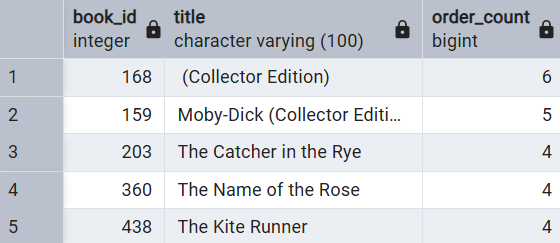 book_id title order_count
integer character varying (100) bigint
1 168 (Collector Edition) 6
2 159 Moby-Dick (Collector Editi… 5
3 203 The Catcher in the Rye 4
4 360 The Name of the Rose 4
5 438 The Kite Runner 4